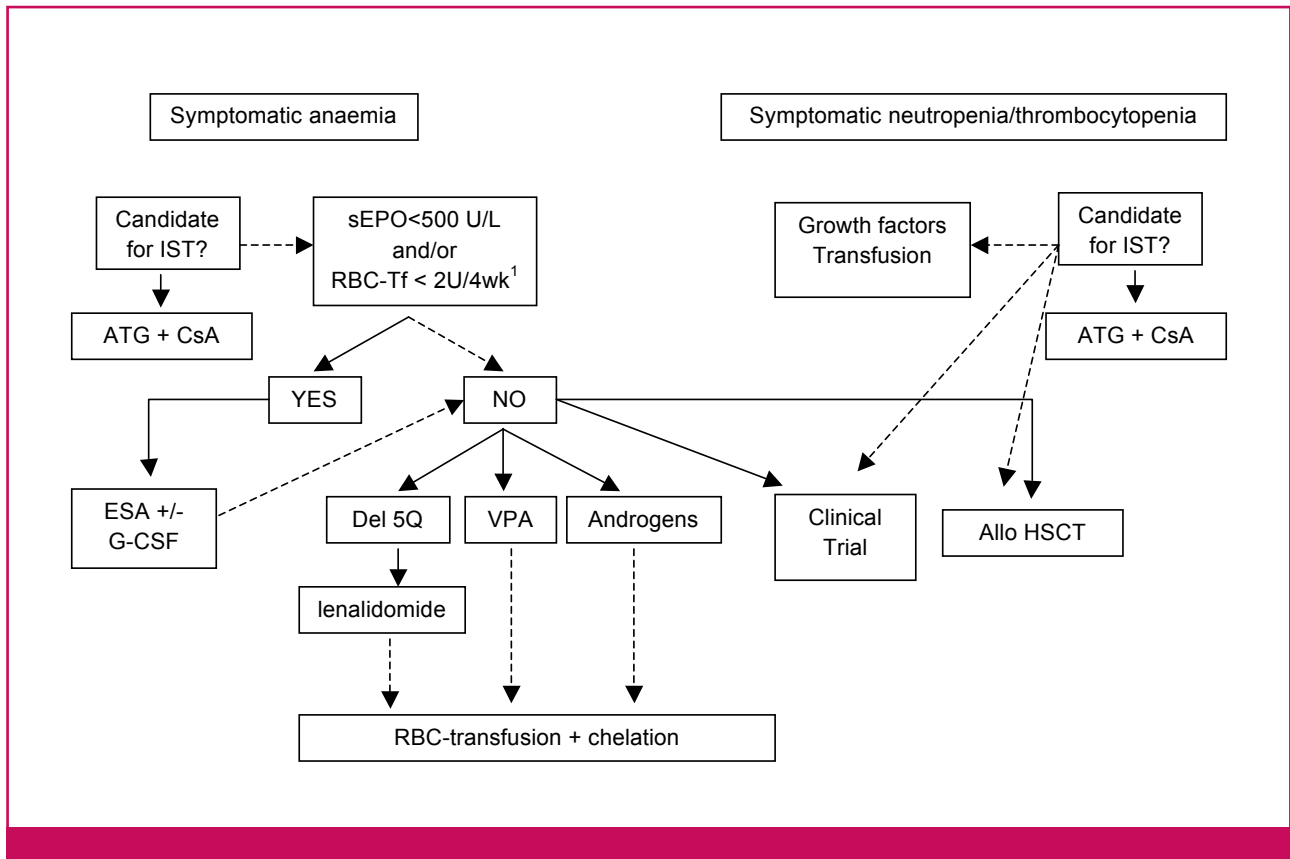 Symptomatic anaemia
Symptomatic neutropenia/thrombocytopenia
Candidate
for IST?
sEPO<500 U/L
and/or
RBC-Tf < 2U/4wk¹
Growth factors
Transfusion
Candidate
for IST?
ATG + CsA
ATG + CsA
YES
NO
ESA +/-
G-CSF
Del 5Q
VPA
Androgens
Clinical
Trial
Allo HSCT
lenalidomide
RBC-transfusion + chelation